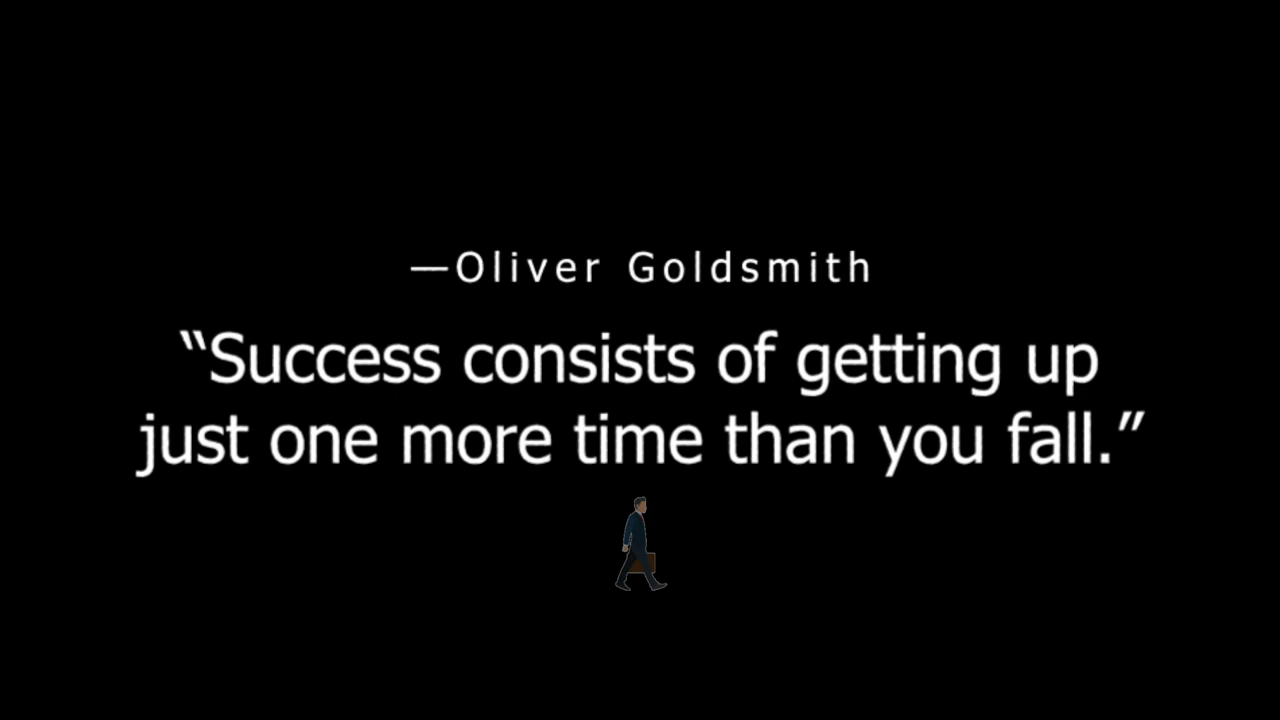 —Oliver Goldsmith
“Success consists of getting up
just one more time than you fall.”